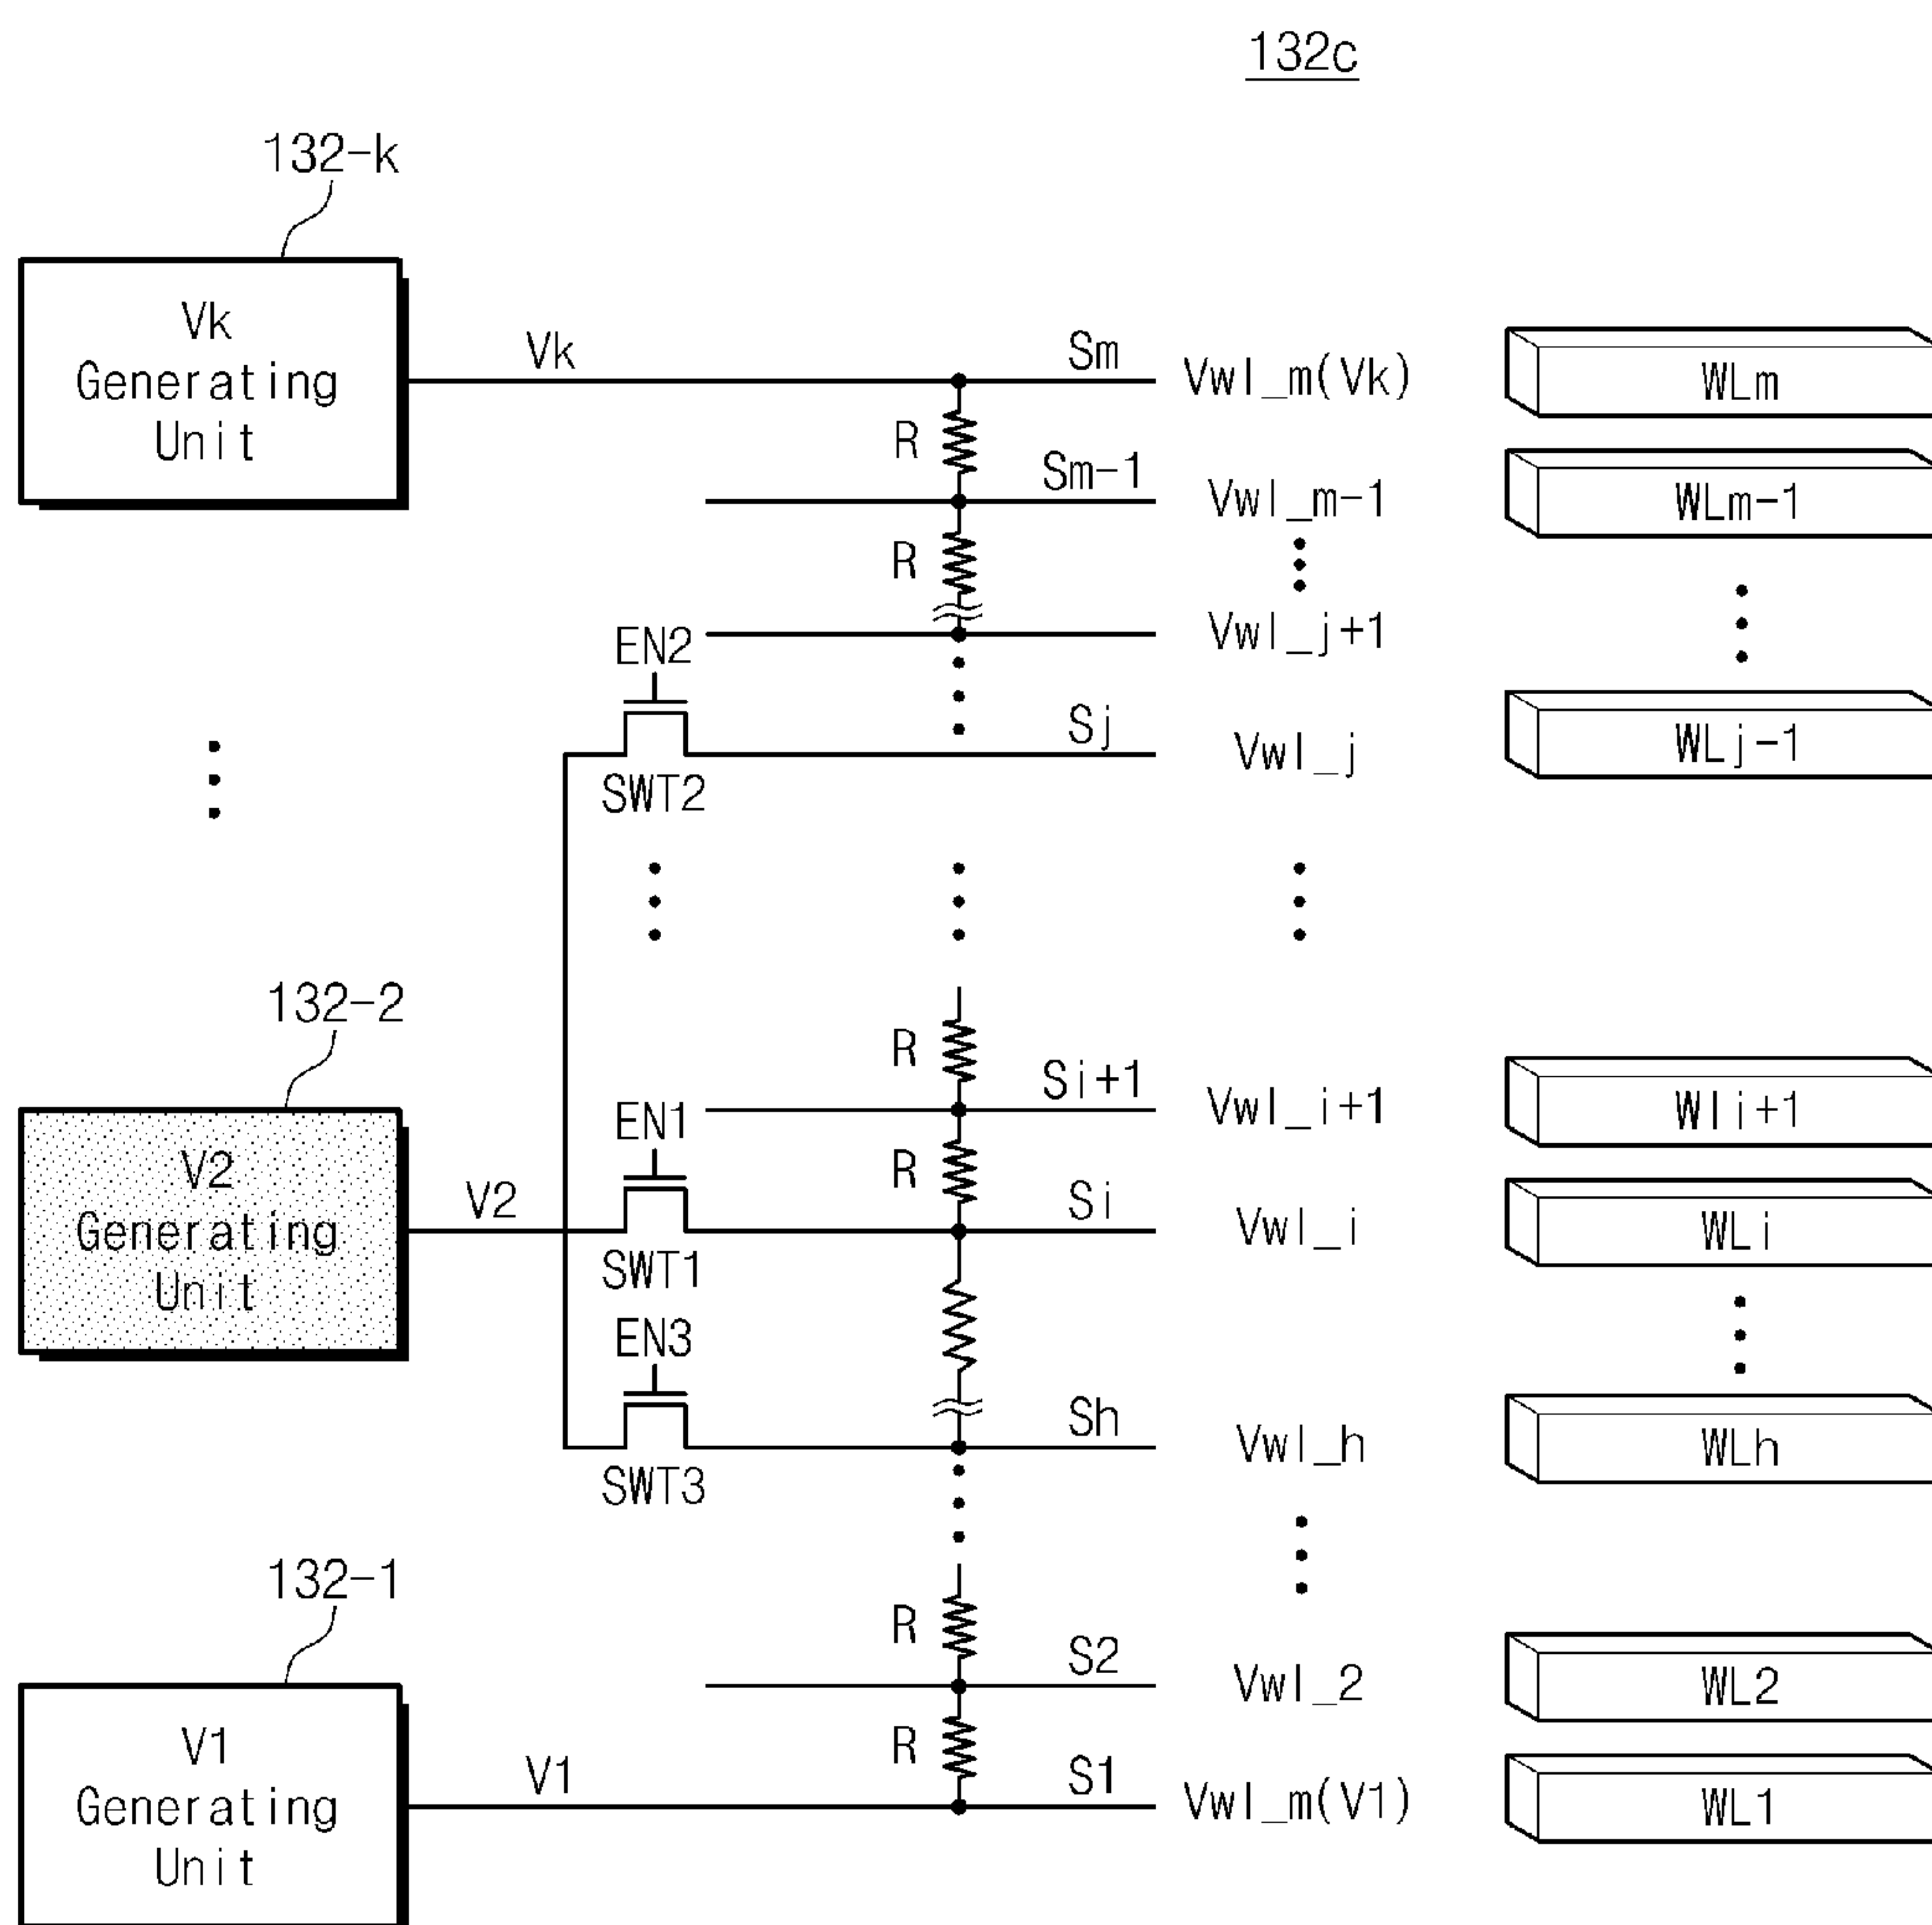 132c
132-k
Vk
Generating
Unit
Vk
Sm
Vwl_m(Vk)
WLm
R
Sm-1
Vwl_m-1
WLm-1
R
Vwl_j+1
EN2
SWT2
Sj
Vwl_j
WLj-1
132-2
V2
Generating
Unit
V2
R
Si+1
Vwl_i+1
Wli+1
EN1
SWT1
R
Si
Vwl_i
WLi
EN3
SWT3
Sh
Vwl_h
WLh
132-1
V1
Generating
Unit
V1
R
S2
Vwl_2
WL2
R
S1
Vwl_m(V1)
WL1